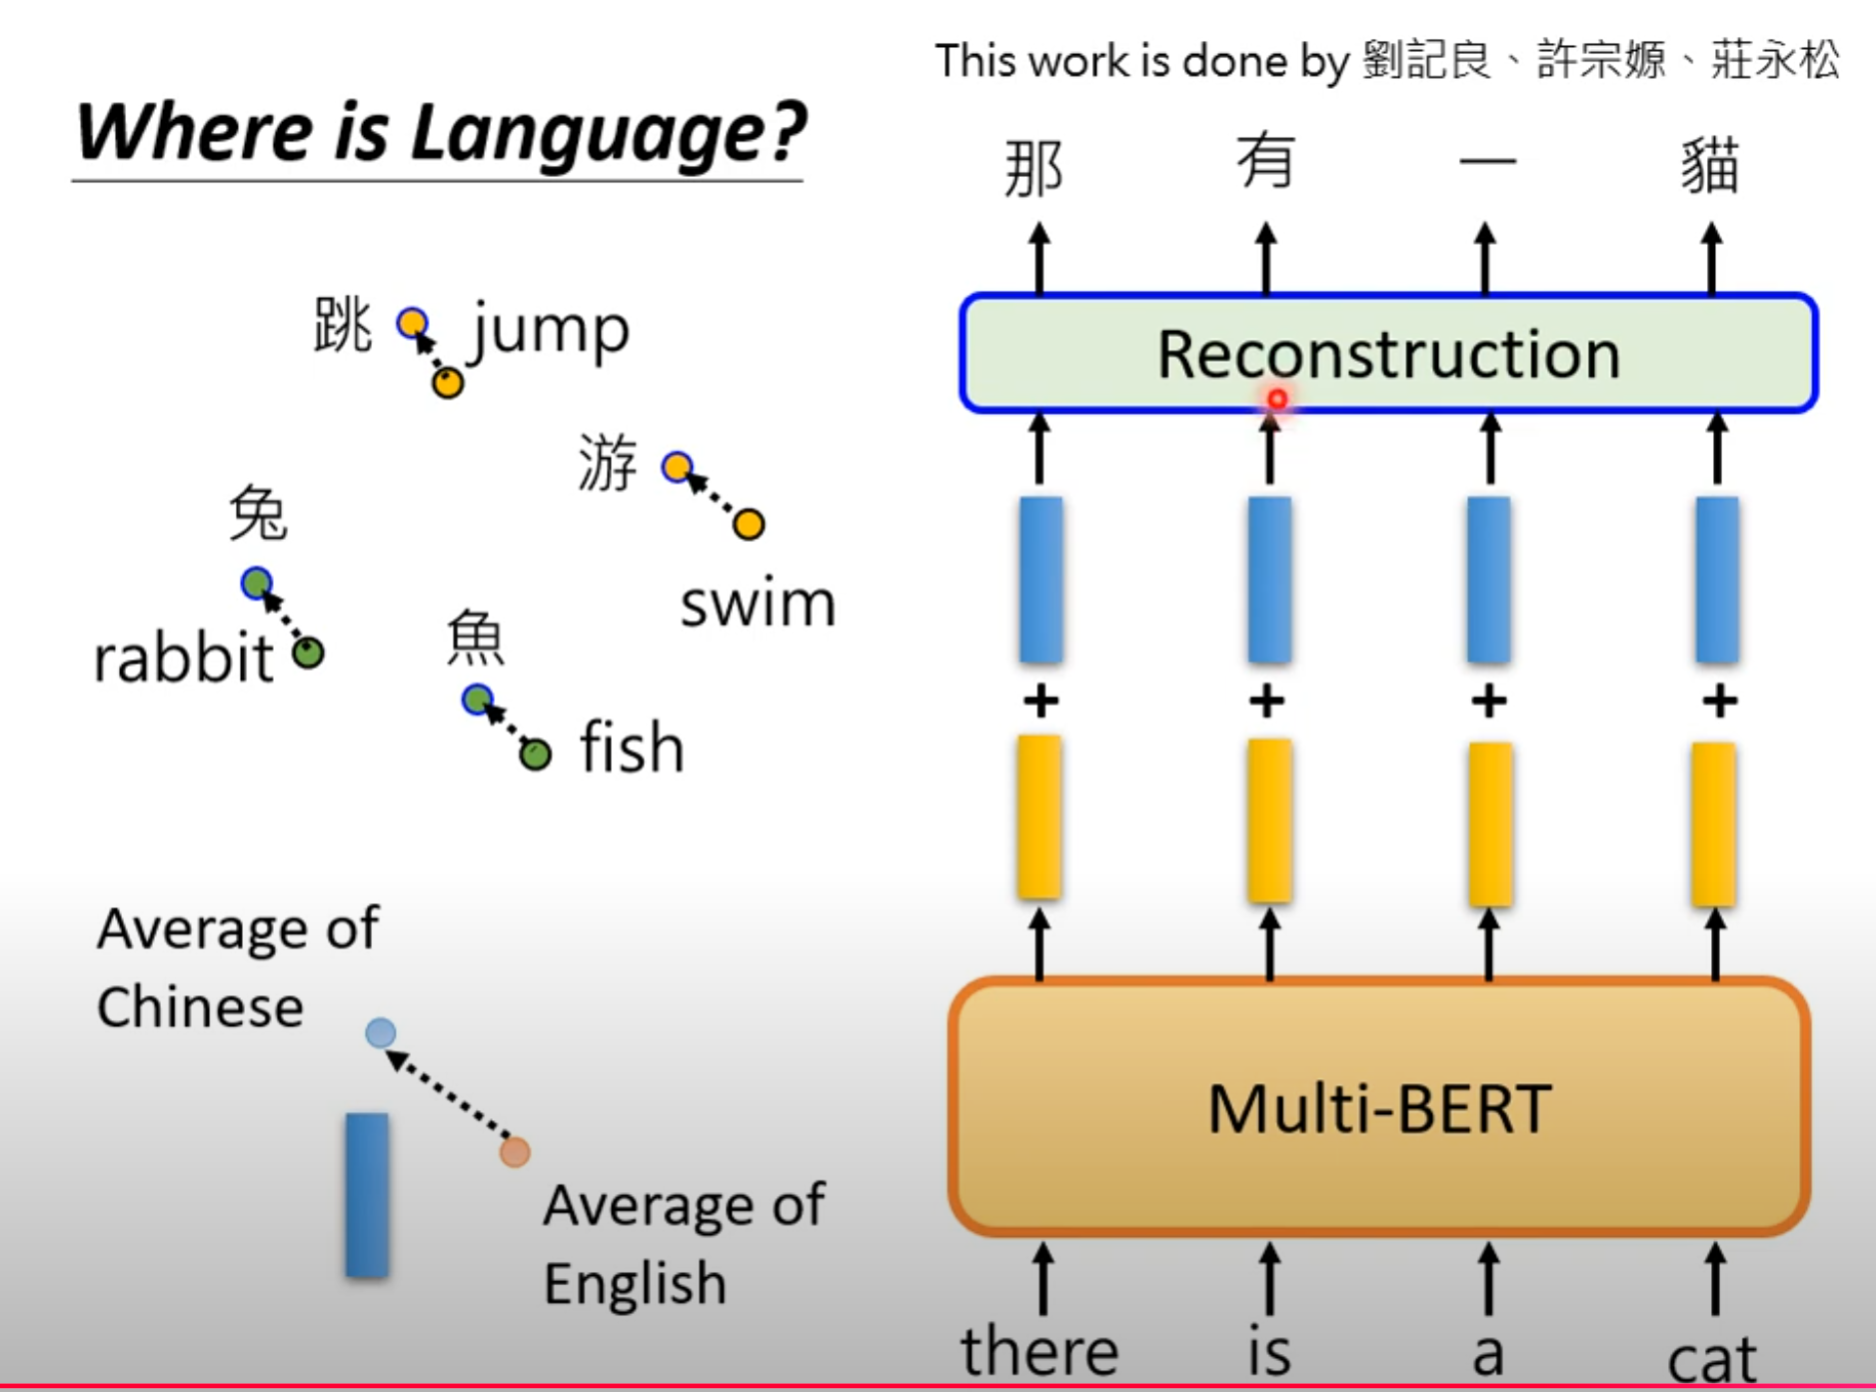 This work is done by 劉記良、許宗嫄、莊永松
Where is Language?
那 有 一 貓
跳 jump
游
swim
兔
rabbit
魚
fish
Reconstruction
+ + + +
Average of
Chinese
Average of
English
Multi-BERT
there is a cat